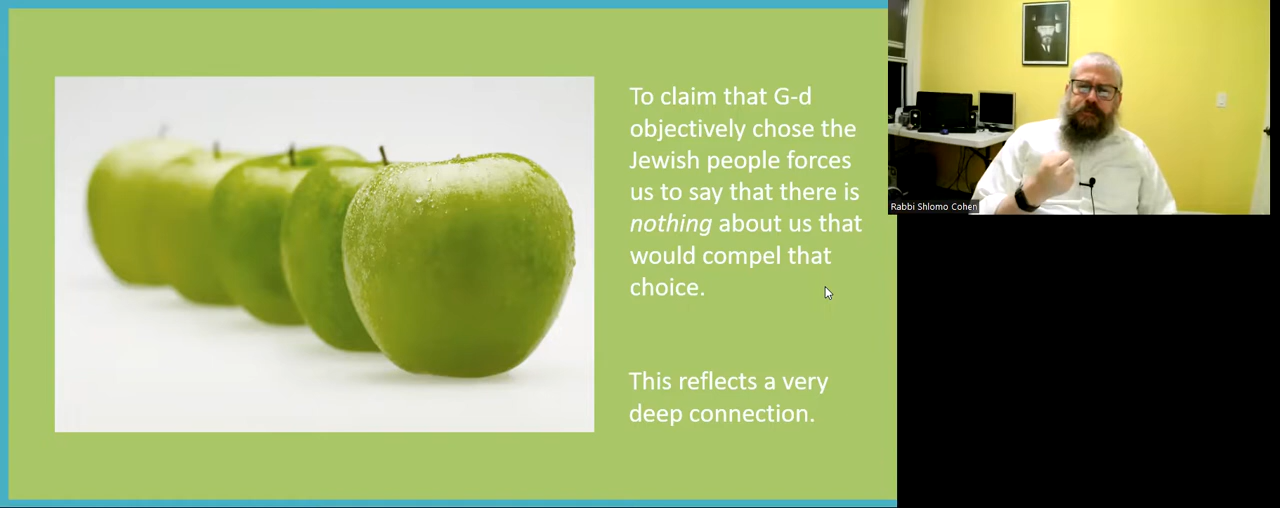 To claim that G-d
objectively chose the
Jewish people forces
us to say that there is
nothing about us that
would compel that
choice.
This reflects a very
deep connection.
Rabbi Shlomo Cohen